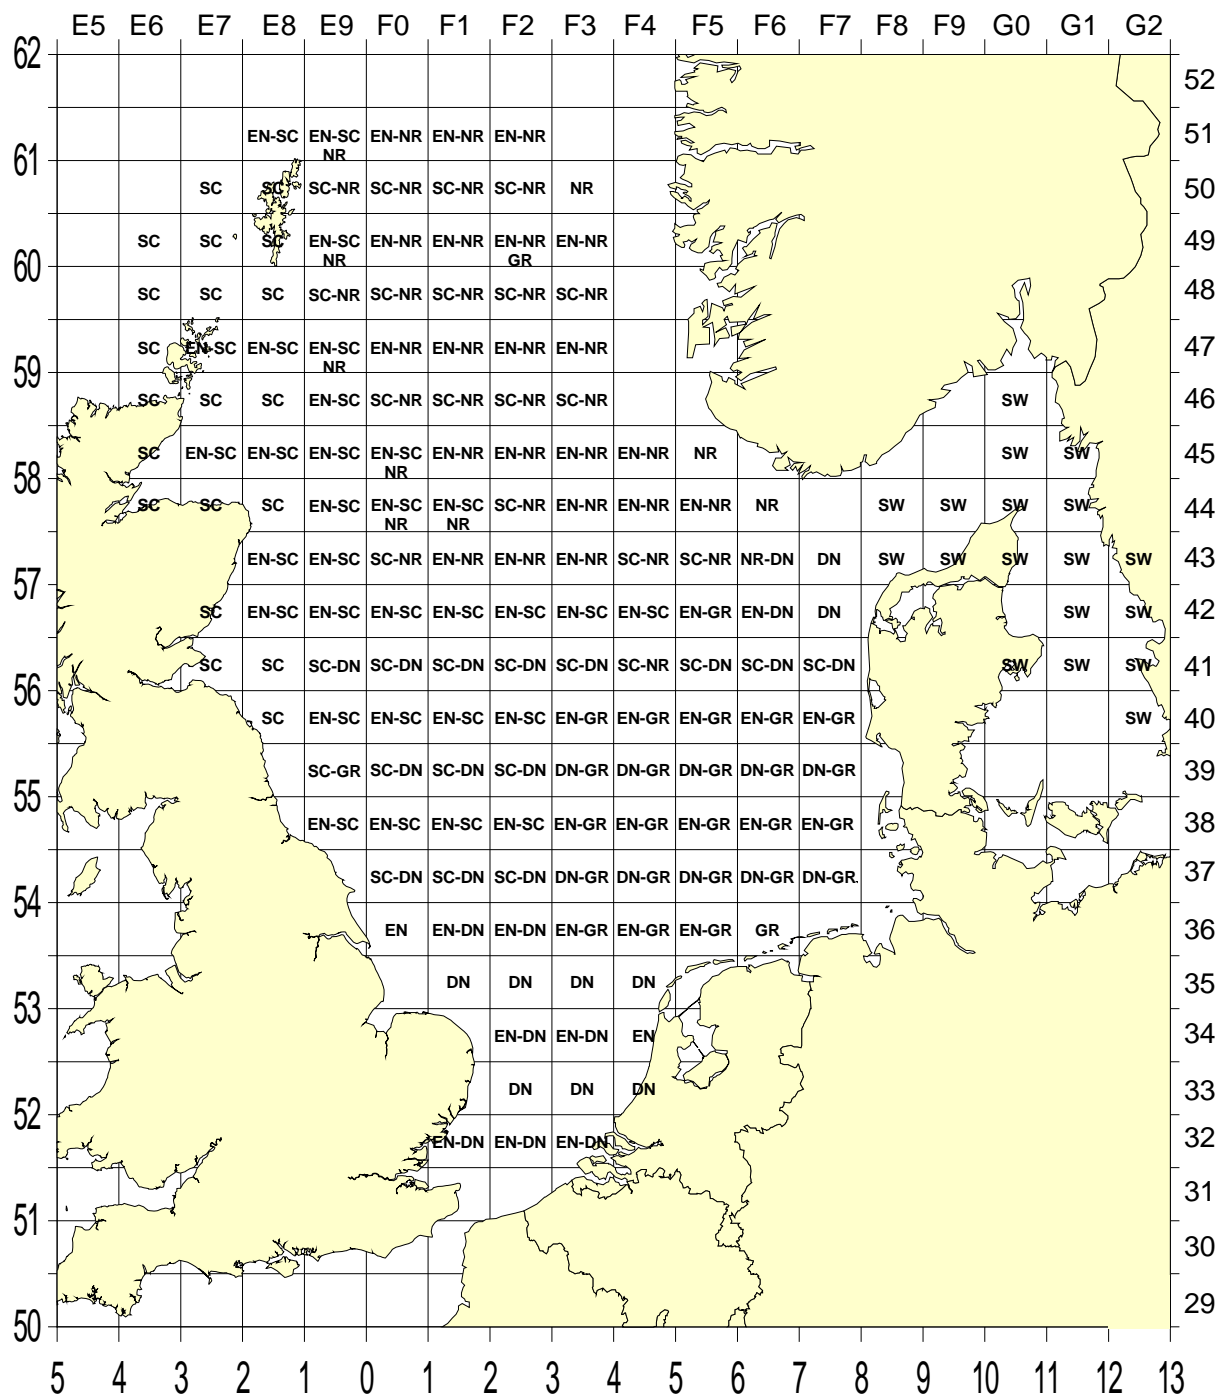 E5 E6 E7 E8 E9 F0 F1 F2 F3 F4 F5 F6 F7 F8 F9 G0 G1 G2
62
52
EN-SC EN-SC EN-NR EN-NR EN-NR 51
NR
61
SC SC SC-NR SC-NR SC-NR SC-NR NR 50
SC SC SC EN-SC EN-NR EN-NR EN-NR EN-NR 49
NR GR
60
SC SC SC SC-NR SC-NR SC-NR SC-NR SC-NR 48
SC EN-SC EN-SC EN-SC EN-NR EN-NR EN-NR EN-NR 47
NR
59
SC SC SC EN-SC SC-NR SC-NR SC-NR SC-NR SW 46
SC EN-SC EN-SC EN-SC EN-SC EN-NR EN-NR EN-NR EN-NR NR SW SW 45
NR
58
SC SC SC EN-SC EN-SC EN-SC SC-NR EN-NR EN-NR EN-NR NR SW SW SW SW 44
NR NR
EN-SC EN-SC SC-NR EN-NR EN-NR EN-NR SC-NR SC-NR NR-DN DN SW SW SW SW SW 43
57
SC EN-SC EN-SC EN-SC EN-SC EN-SC EN-SC EN-SC EN-GR EN-DN DN SW SW 42
SC SC SC-DN SC-DN SC-DN SC-DN SC-DN SC-NR SC-DN SC-DN SC-DN SW SW SW 41
56
SC EN-SC EN-SC EN-SC EN-SC EN-GR EN-GR EN-GR EN-GR EN-GR SW 40
SC-GR SC-DN SC-DN SC-DN DN-GR DN-GR DN-GR DN-GR DN-GR 39
55
EN-SC EN-SC EN-SC EN-SC EN-GR EN-GR EN-GR EN-GR EN-GR 38
SC-DN SC-DN SC-DN DN-GR DN-GR DN-GR DN-GR DN-GR 37
54
EN EN-DN EN-DN EN-GR EN-GR EN-GR GR 36
DN DN DN DN 35
53
EN-DN EN-DN EN 34
DN DN DN 33
52
EN-DN EN-DN EN-DN 32
31
51
30
29
50
5 4 3 2 1 0 1 2 3 4 5 6 7 8 9 10 11 12 13